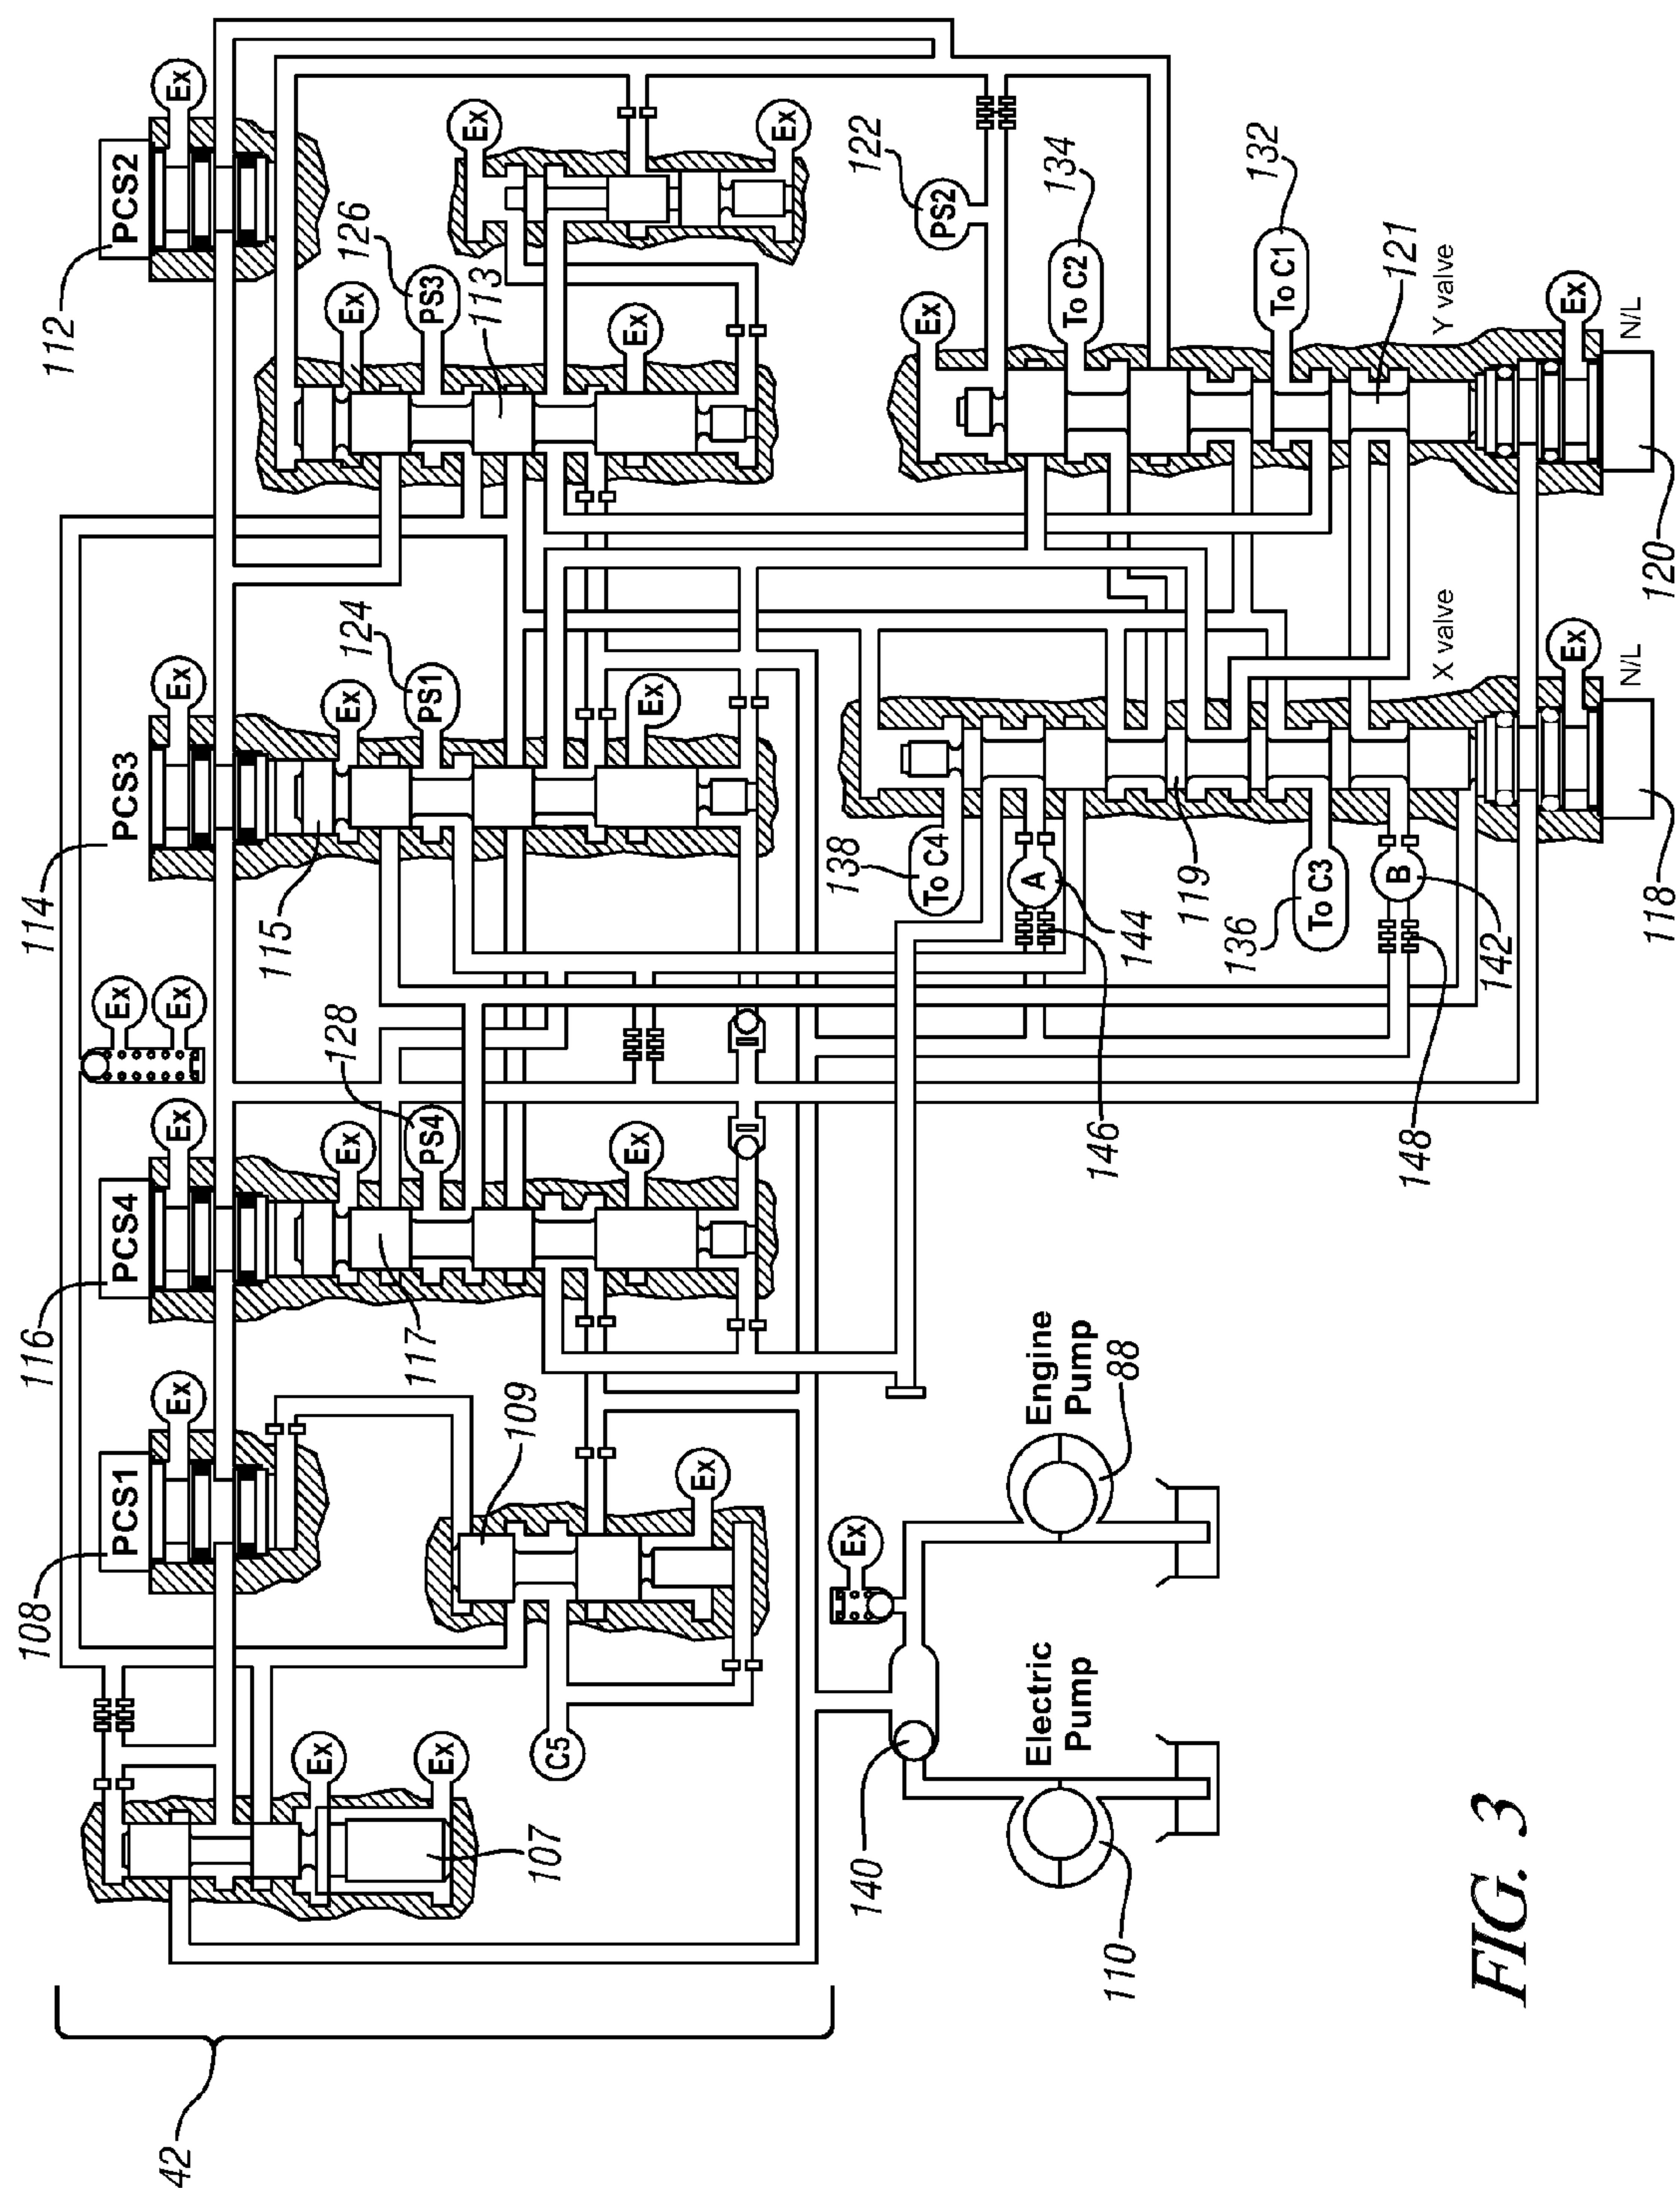 112
PCS2
Ex
114
PCS3
Ex
Ex
Ex
116
PCS4
Ex
108
PCS1
Ex
42
126
PS3
Ex
113
Ex
Ex
Ex
124
PS1
Ex
115
Ex
128
PS4
Ex
117
Ex
109
Ex
C5
Ex
Ex
107
122
PS2
Ex
134
To C2
132
To C1
121
Y valve
Ex
N/L
120
138
To C4
A
144
146
119
136
To C3
B
142
148
X valve
Ex
N/L
118
Ex
140
Engine
Pump
88
Electric
Pump
110
FIG. 3